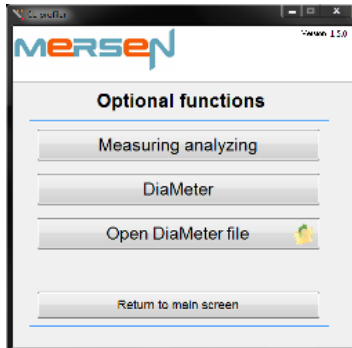 MERSEN
Version 1.5.0
Optional functions
Measuring analyzing
DiaMeter
Open DiaMeter file
Return to main screen